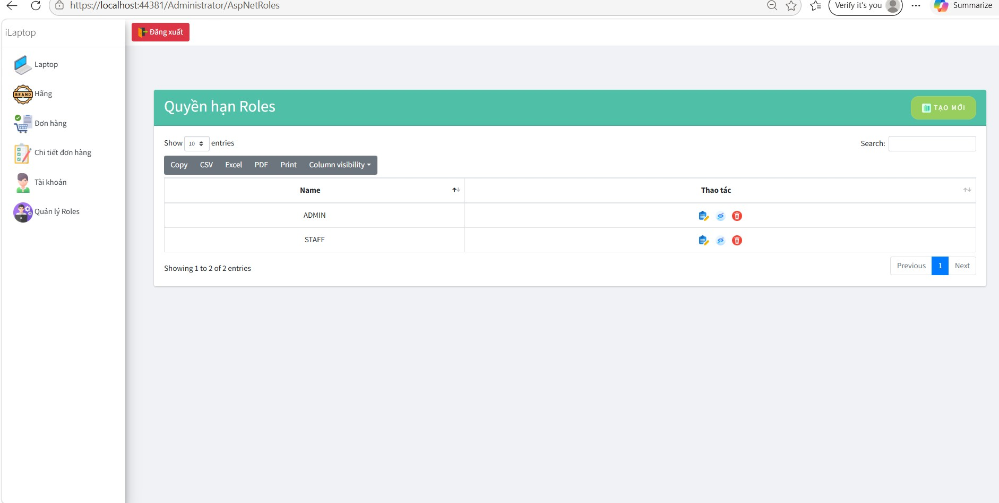 https://localhost:44381/Administrator/AspNetRoles
Verify it's you
Summarize
iLaptop
Đăng xuất
Laptop
BRAND Hãng
Đơn hàng
Chi tiết đơn hàng
Tài khoản
Quản lý Roles
Quyền hạn Roles
TẠO MỚI
Show 10 entries
Search:
Copy CSV Excel PDF Print Column visibility
Name Thao tác
ADMIN
STAFF
Showing 1 to 2 of 2 entries
Previous 1 Next